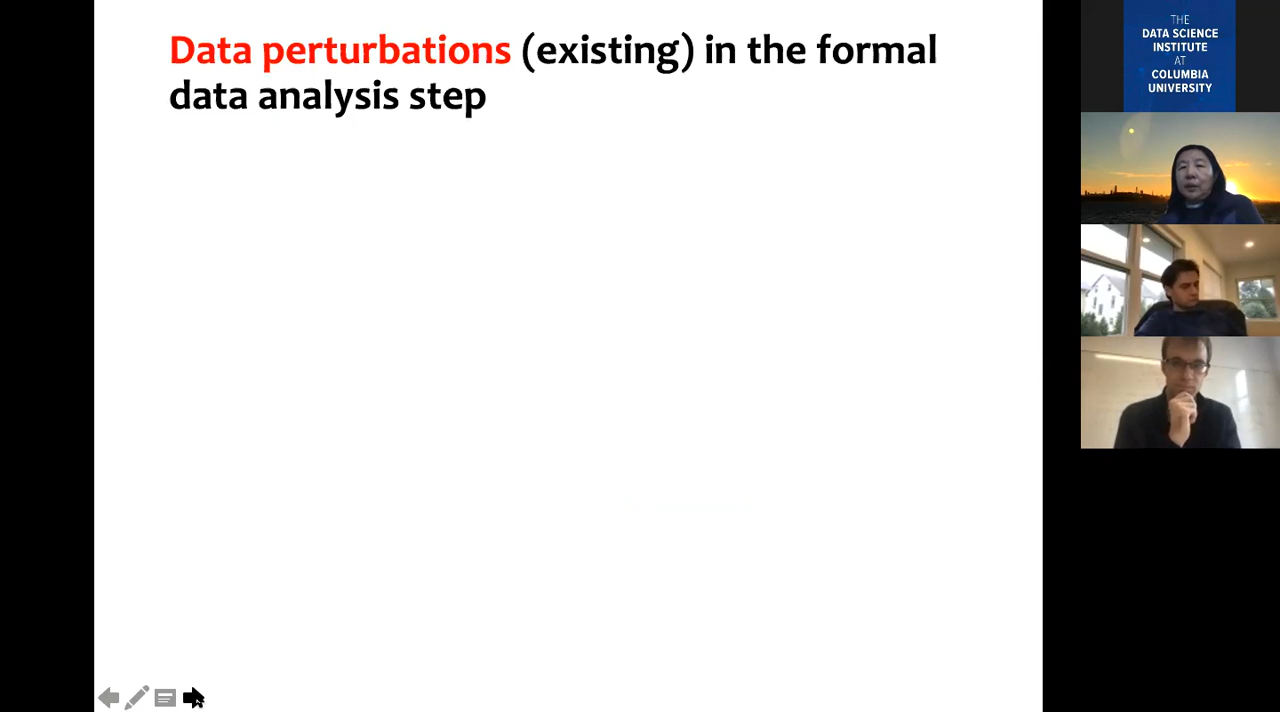 Data perturbations (existing) in the formal
data analysis step
THE
DATA SCIENCE
INSTITUTE
AT
COLUMBIA
UNIVERSITY